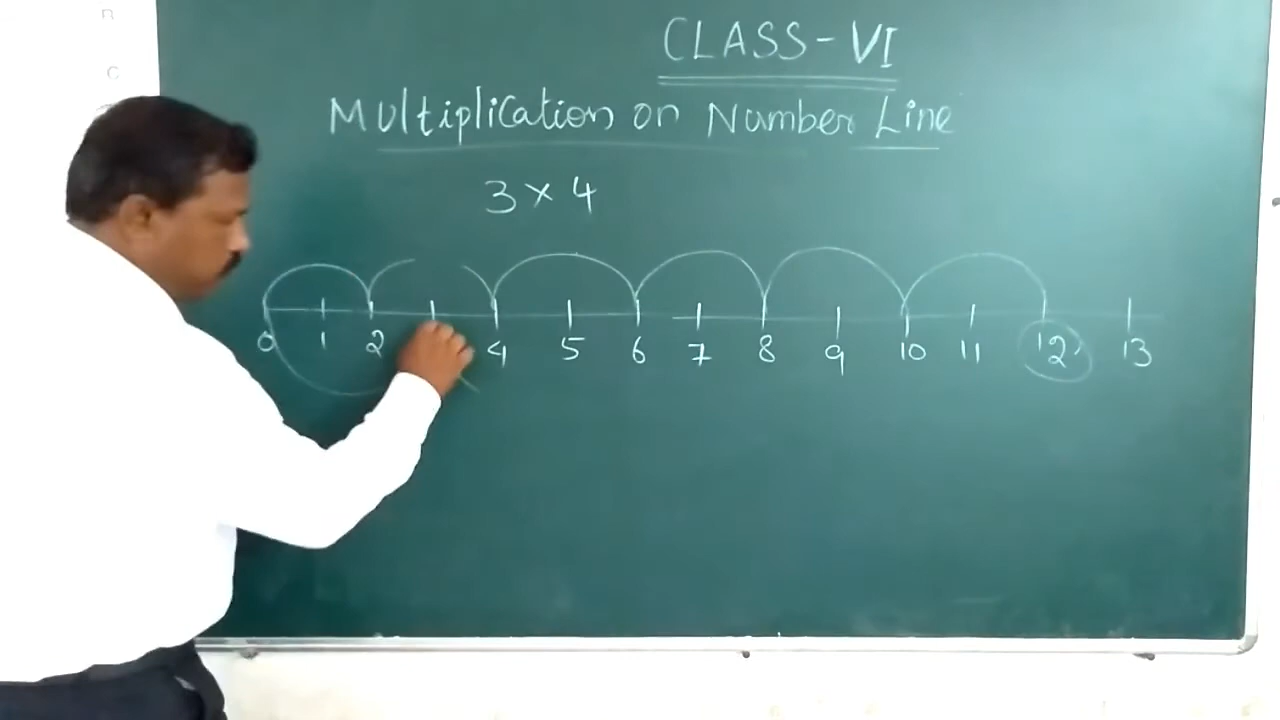 CLASS-VI
Multiplication on Number Line
3 × 4
0 1 2 4 5 6 7 8 9 10 11 12 13